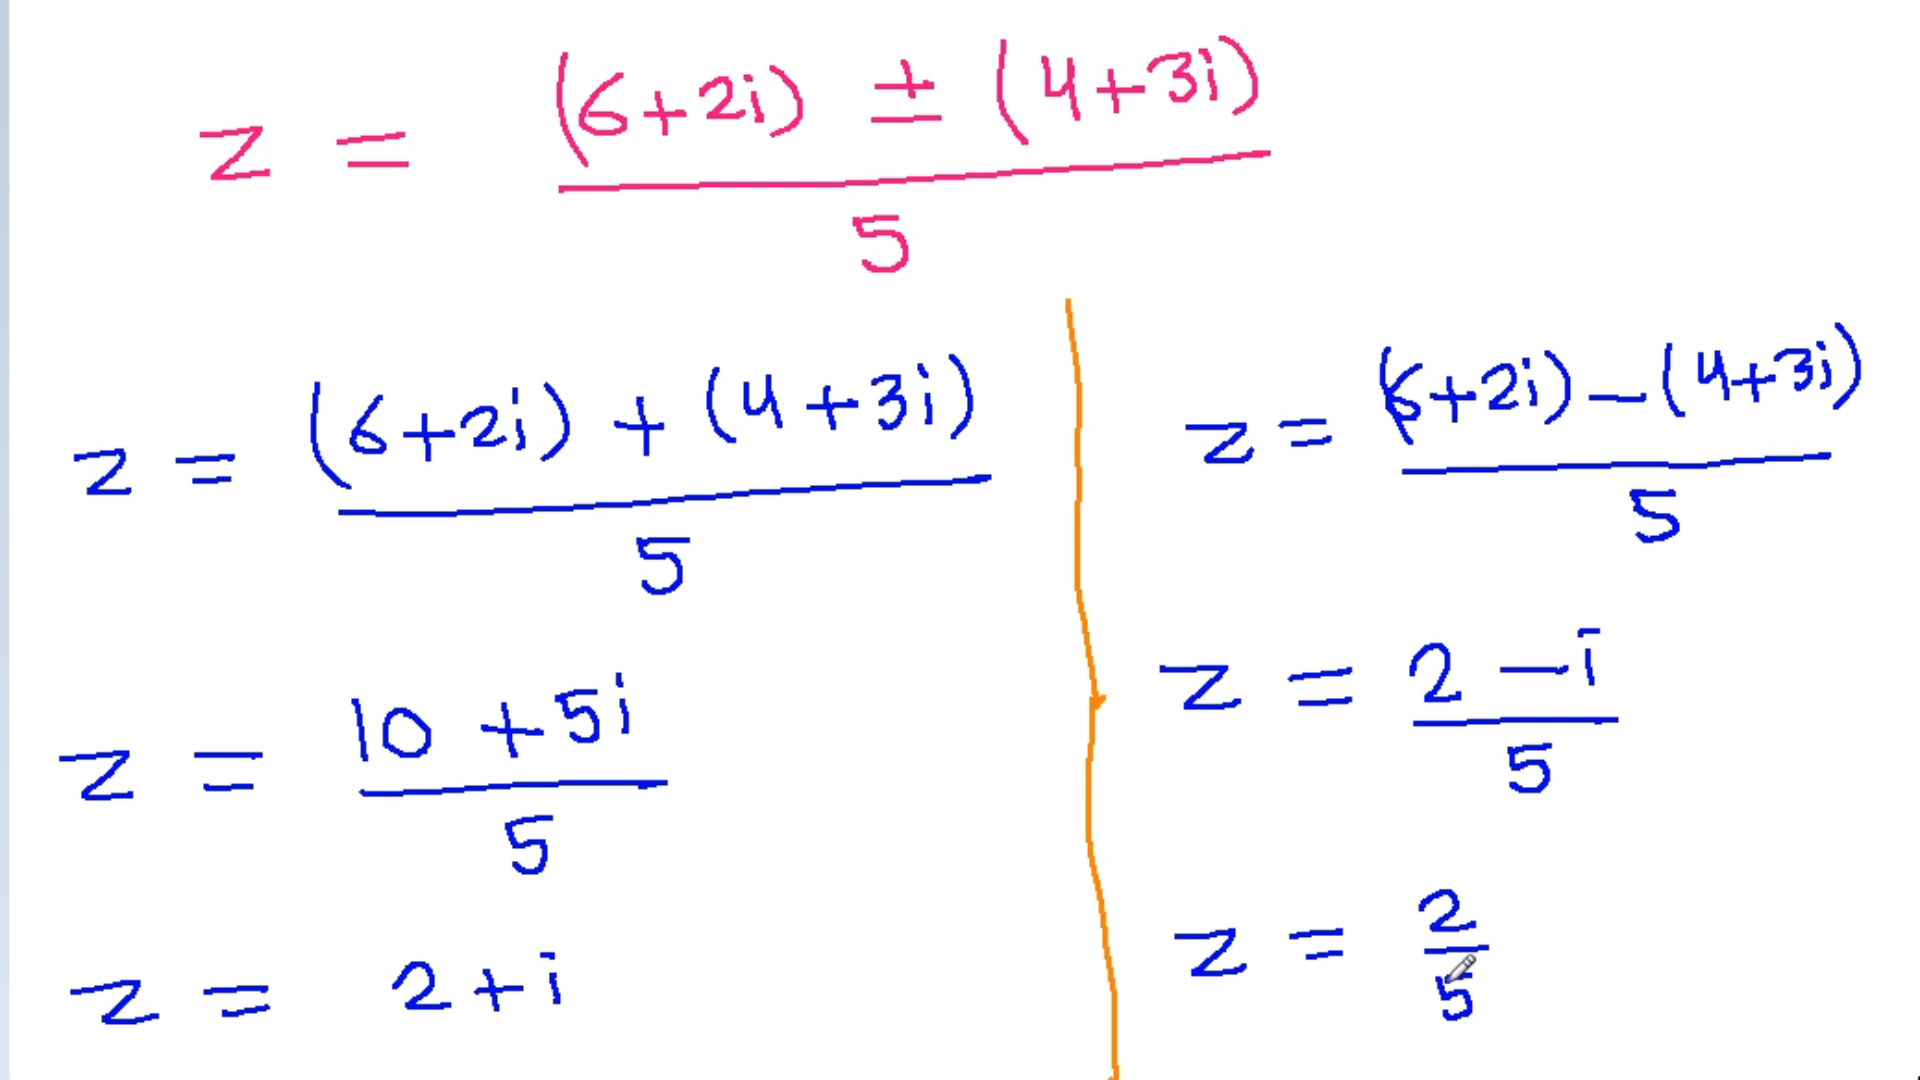 z = ((6+2i) ± (4+3i))/5
z = ((6+2i) + (4+3i))/5
z = (10+5i)/5
z = 2+i
z = ((6+2i) - (4+3i))/5
z = (2-i)/5
z = 2/5